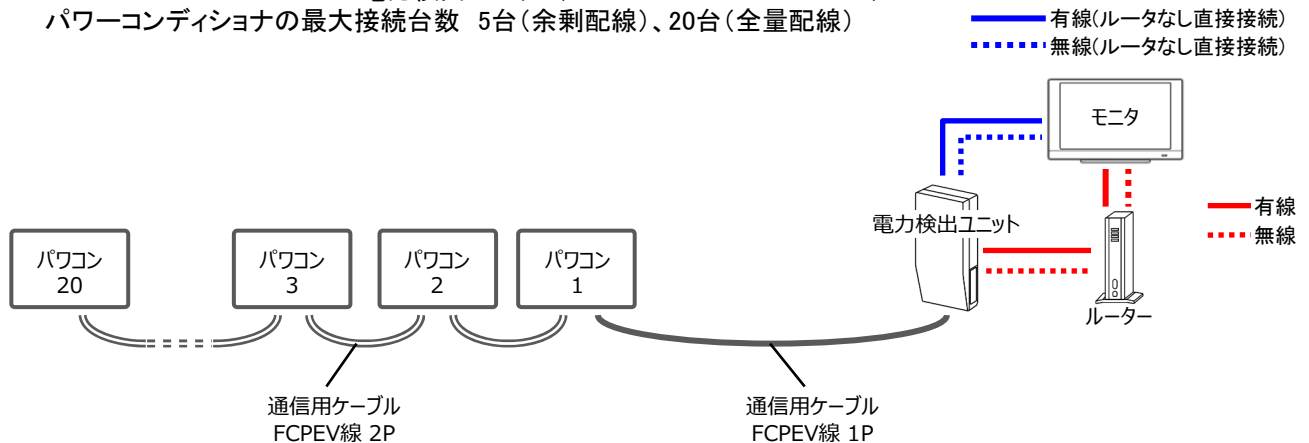 パワーコンディショナの最大接続台数 5台(余剰配線)、20台(全量配線)
有線(ルータなし直接接続)
無線(ルータなし直接接続)
モニタ
電力検出ユニット
有線
無線
ルーター
パワコン
20
パワコン
3
パワコン
2
パワコン
1
通信用ケーブル
FCPEV線 2P
通信用ケーブル
FCPEV線 1P